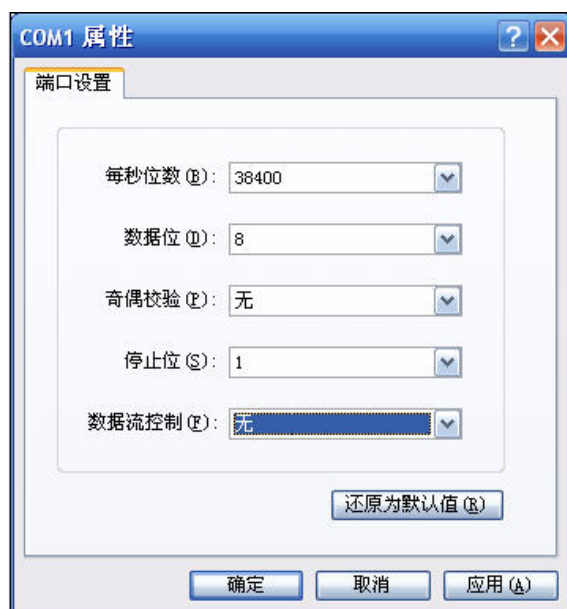 COM1 属性
端口设置
每秒位数(B): 38400
数据位(D): 8
奇偶校验(P): 无
停止位(S): 1
数据流控制(F): 无
还原为默认值(R)
确定 取消 应用(A)